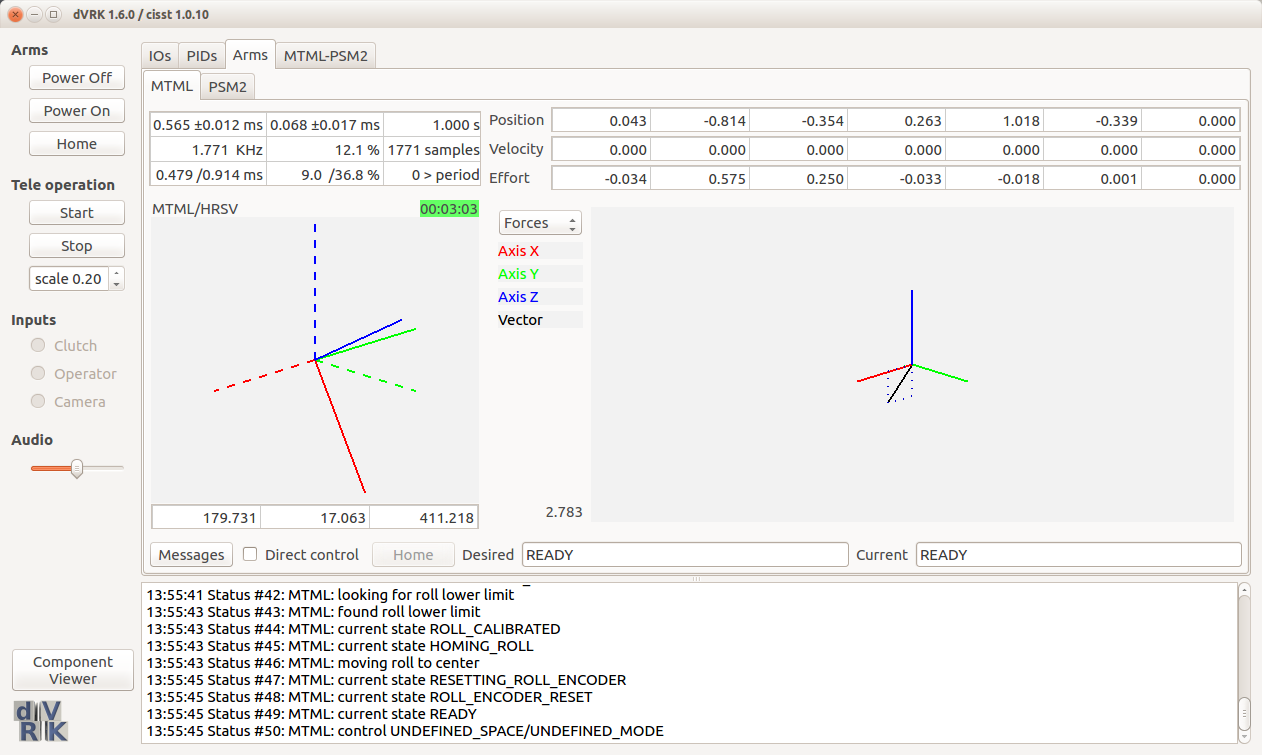 dVRK 1.6.0 / cisst 1.0.10
Arms
Power Off
Power On
Home
Tele operation
Start
Stop
scale 0.20
Inputs
Clutch
Operator
Camera
Audio
Component
Viewer
dVRK
IOs PIDs Arms MTML-PSM2
MTML PSM2
0.565 ±0.012 ms 0.068 ±0.017 ms 1.000 s
1.771 KHz 12.1 % 1771 samples
0.479 /0.914 ms 9.0 /36.8 % 0 > period
Position 0.043 -0.814 -0.354 0.263 1.018 -0.339 0.000
Velocity 0.000 0.000 0.000 0.000 0.000 0.000 0.000
Effort -0.034 0.575 0.250 -0.033 -0.018 0.001 0.000
MTML/HRSV 00:03:03
179.731 17.063 411.218
Forces
Axis X
Axis Y
Axis Z
Vector
2.783
Messages Direct control Home Desired READY Current READY
13:55:41 Status #42: MTML: looking for roll lower limit
13:55:43 Status #43: MTML: found roll lower limit
13:55:43 Status #44: MTML: current state ROLL_CALIBRATED
13:55:43 Status #45: MTML: current state HOMING_ROLL
13:55:43 Status #46: MTML: moving roll to center
13:55:45 Status #47: MTML: current state RESETTING_ROLL_ENCODER
13:55:45 Status #48: MTML: current state ROLL_ENCODER_RESET
13:55:45 Status #49: MTML: current state READY
13:55:45 Status #50: MTML: control UNDEFINED_SPACE/UNDEFINED_MODE